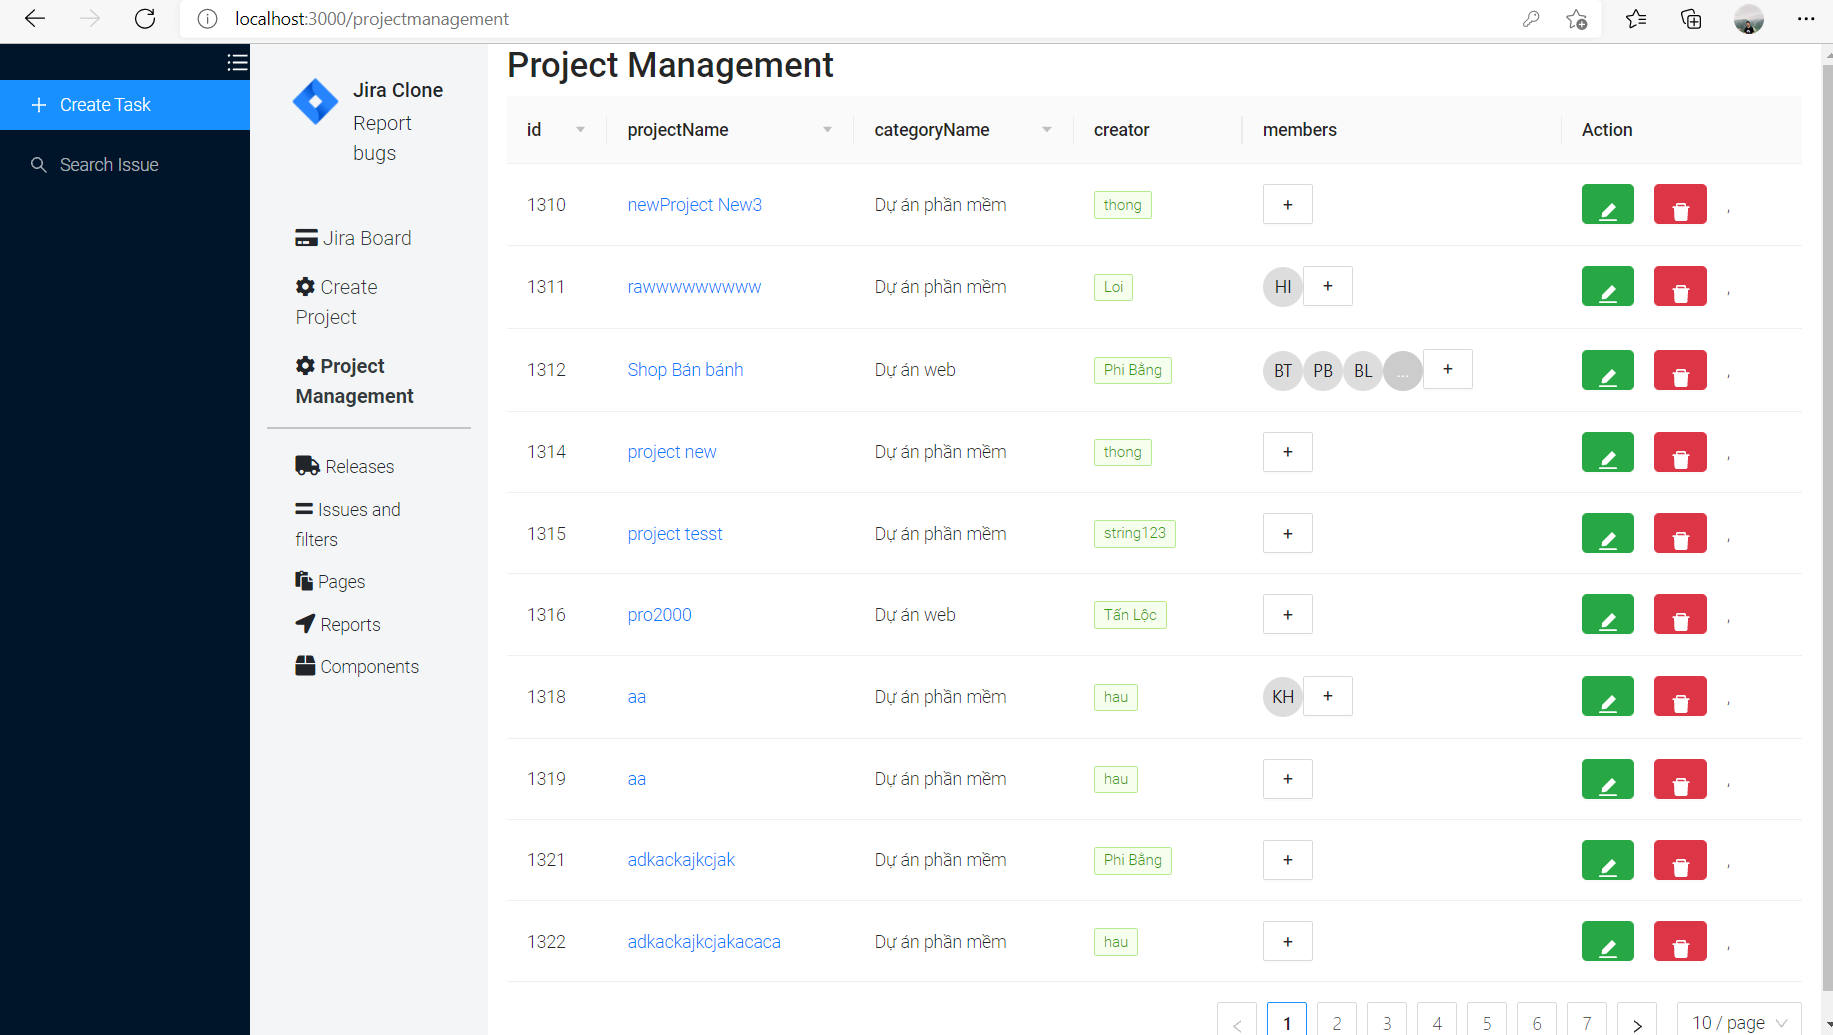 localhost:3000/projectmanagement
Create Task
Search Issue
Jira Clone
Report
bugs
Jira Board
Create
Project
Project
Management
Releases
Issues and
filters
Pages
Reports
Components
Project Management
id projectName categoryName creator members Action
1310 newProject New3 Dự án phần mềm thong + ,
1311 rawwwwwwwww Dự án phần mềm Loi HI + ,
1312 Shop Bán bánh Dự án web Phi Bằng BT PB BL ... + ,
1314 project new Dự án phần mềm thong + ,
1315 project tesst Dự án phần mềm string123 + ,
1316 pro2000 Dự án web Tấn Lộc + ,
1318 aa Dự án phần mềm hau KH + ,
1319 aa Dự án phần mềm hau + ,
1321 adkackajkcjak Dự án phần mềm Phi Bằng + ,
1322 adkackajkcjakacaca Dự án phần mềm hau + ,
< 1 2 3 4 5 6 7 > 10 / page